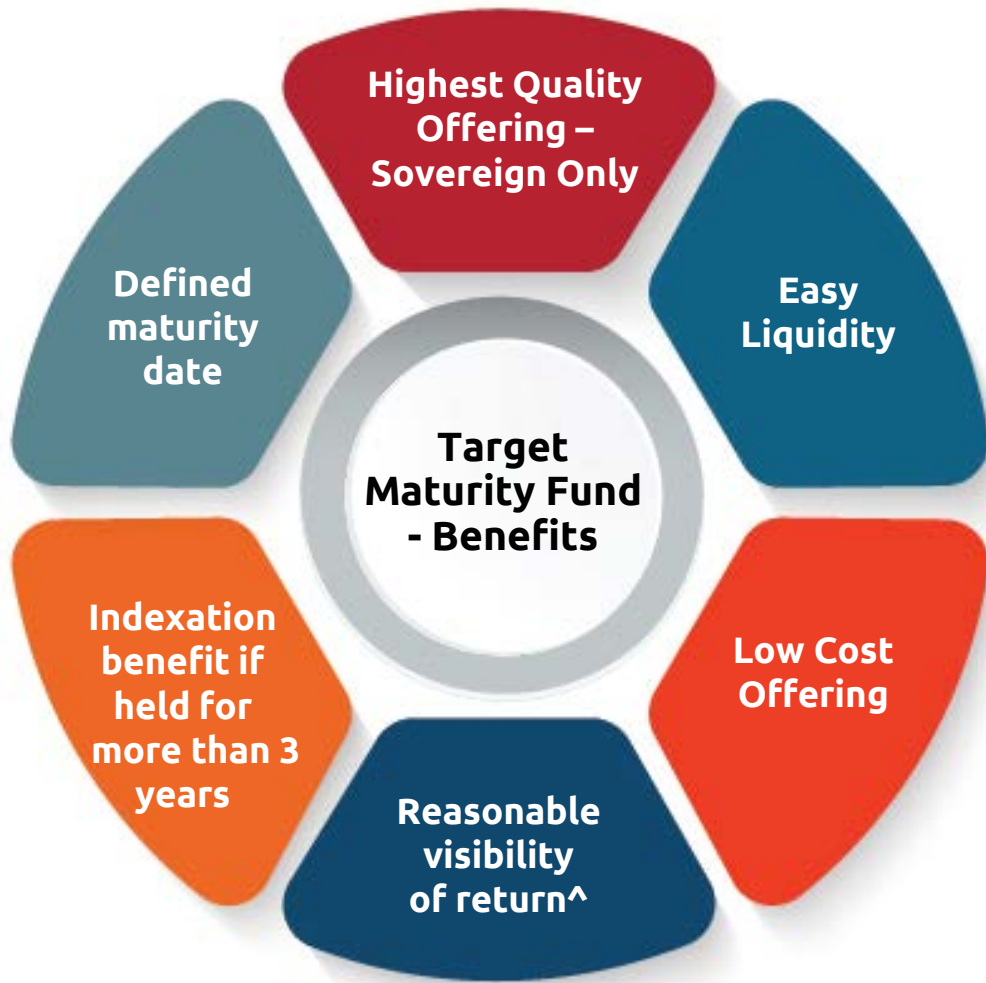 Highest Quality
Offering –
Sovereign Only
Easy
Liquidity
Low Cost
Offering
Reasonable
visibility
of return^
Indexation
benefit if
held for
more than 3
years
Defined
maturity
date
Target
Maturity Fund
- Benefits